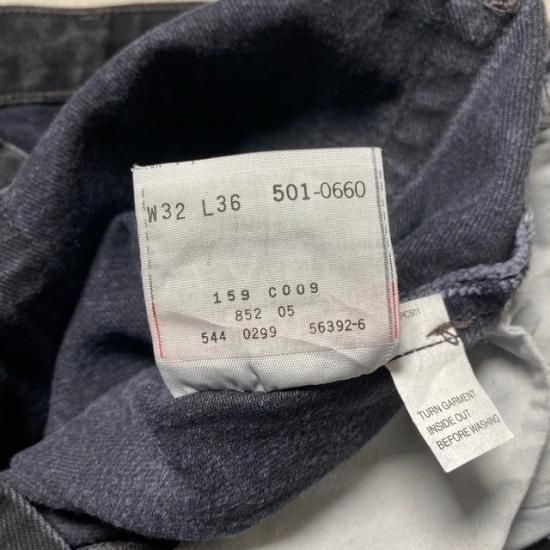 W32 L36 501-0660
159 C009
852 05
544 0299 56392-6
TURN GARMENT
INSIDE OUT
BEFORE WASHING